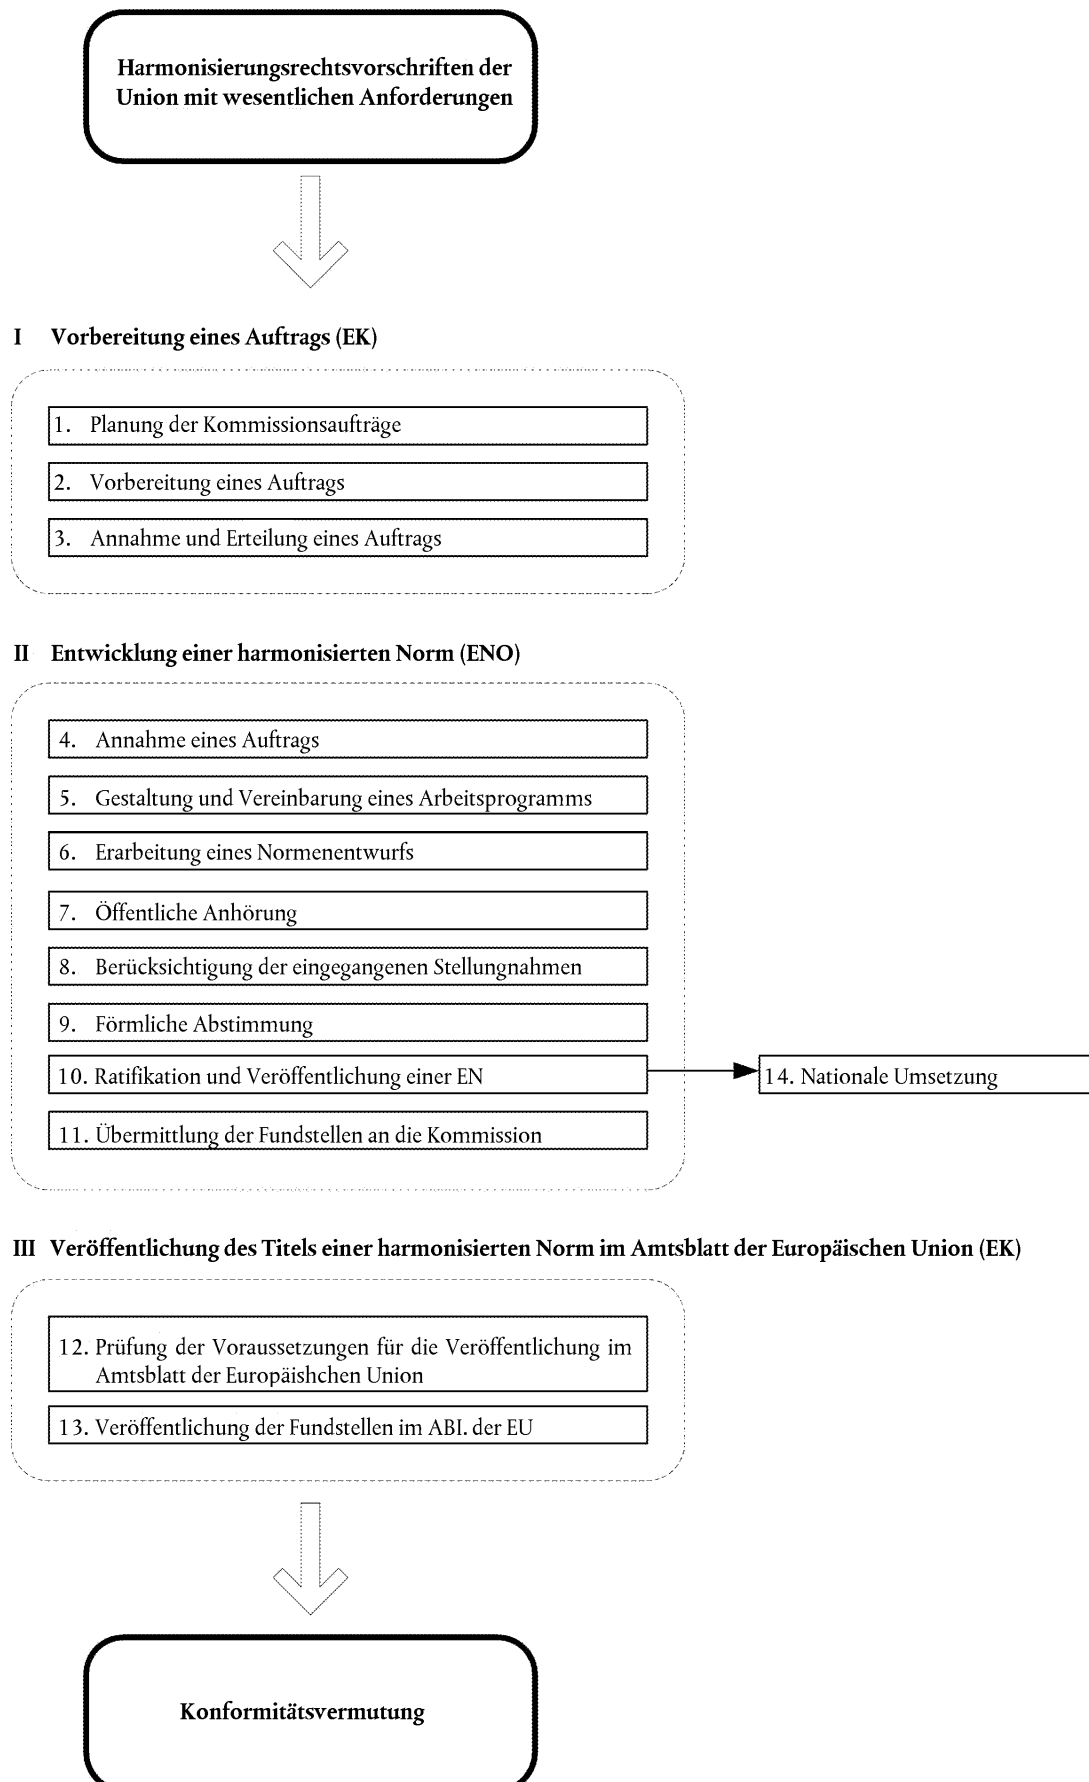 Harmonisierungsrechtsvorschriften der
Union mit wesentlichen Anforderungen
I Vorbereitung eines Auftrags (EK)
1. Planung der Kommissionsaufträge
2. Vorbereitung eines Auftrags
3. Annahme und Erteilung eines Auftrags
II Entwicklung einer harmonisierten Norm (ENO)
4. Annahme eines Auftrags
5. Gestaltung und Vereinbarung eines Arbeitsprogramms
6. Erarbeitung eines Normenentwurfs
7. Öffentliche Anhörung
8. Berücksichtigung der eingegangenen Stellungnahmen
9. Förmliche Abstimmung
10. Ratifikation und Veröffentlichung einer EN
14. Nationale Umsetzung
11. Übermittlung der Fundstellen an die Kommission
III Veröffentlichung des Titels einer harmonisierten Norm im Amtsblatt der Europäischen Union (EK)
12. Prüfung der Voraussetzungen für die Veröffentlichung im
Amtsblatt der Europäishchen Union
13. Veröffentlichung der Fundstellen im ABI. der EU
Konformitätsvermutung